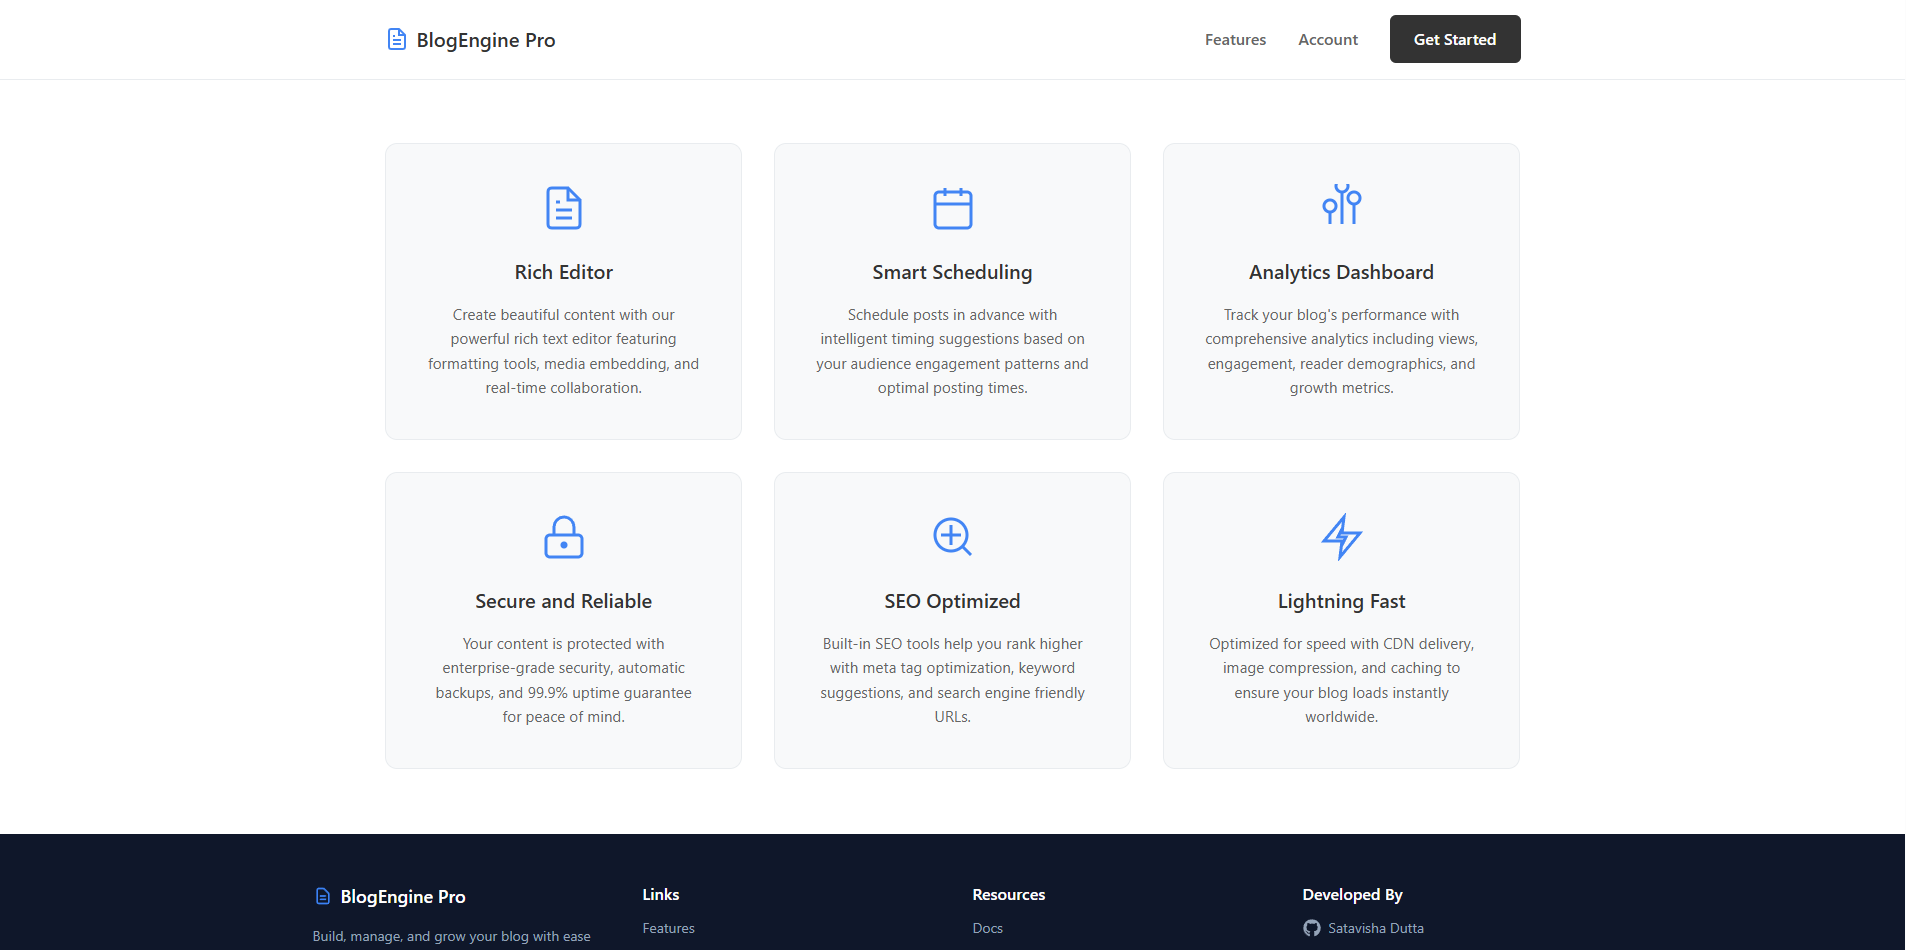 BlogEngine Pro
Features
Account
Get Started
Rich Editor
Create beautiful content with our
powerful rich text editor featuring
formatting tools, media embedding, and
real-time collaboration.
Smart Scheduling
Schedule posts in advance with
intelligent timing suggestions based on
your audience engagement patterns and
optimal posting times.
Analytics Dashboard
Track your blog's performance with
comprehensive analytics including views,
engagement, reader demographics, and
growth metrics.
Secure and Reliable
Your content is protected with
enterprise-grade security, automatic
backups, and 99.9% uptime guarantee
for peace of mind.
SEO Optimized
Built-in SEO tools help you rank higher
with meta tag optimization, keyword
suggestions, and search engine friendly
URLs.
Lightning Fast
Optimized for speed with CDN delivery,
image compression, and caching to
ensure your blog loads instantly
worldwide.
BlogEngine Pro
Build, manage, and grow your blog with ease
Links
Features
Resources
Docs
Developed By
Satavisha Dutta